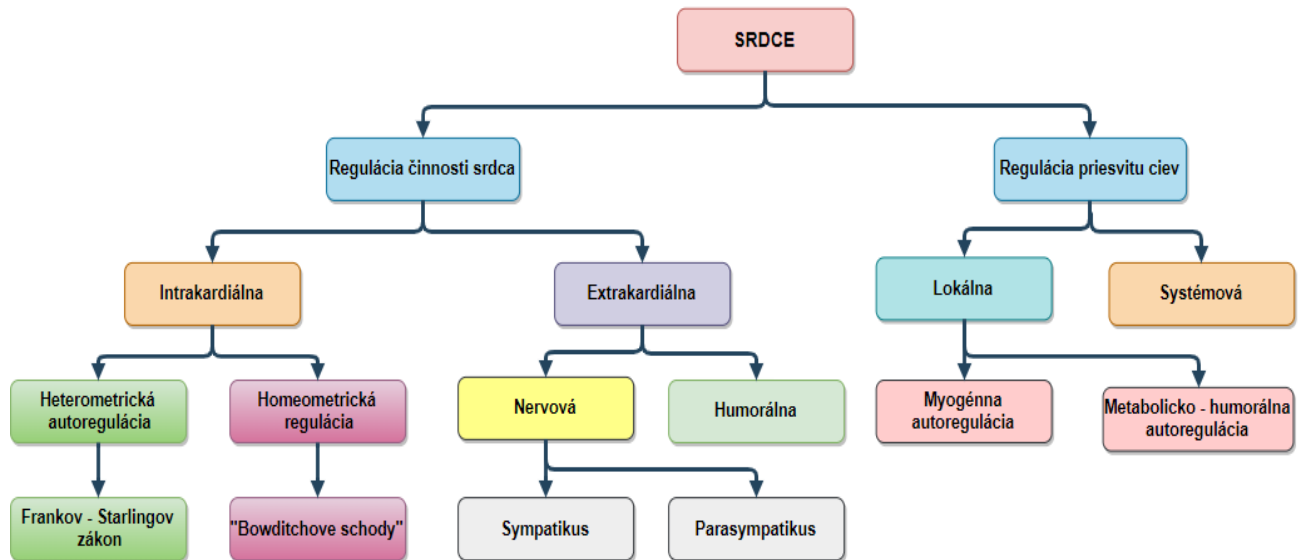 SRDCE
Regulácia činnosti srdca
Regulácia priesvitu ciev
Intrakardiálna
Extrakardiálna
Lokálna
Systémová
Heterometrická
autoregulácia
Homeometrická
regulácia
Nervová
Humorálna
Myogénna
autoregulácia
Metabolicko - humorálna
autoregulácia
Frankov - Starlingov
zákon
"Bowditchove schody"
Sympatikus
Parasympatikus